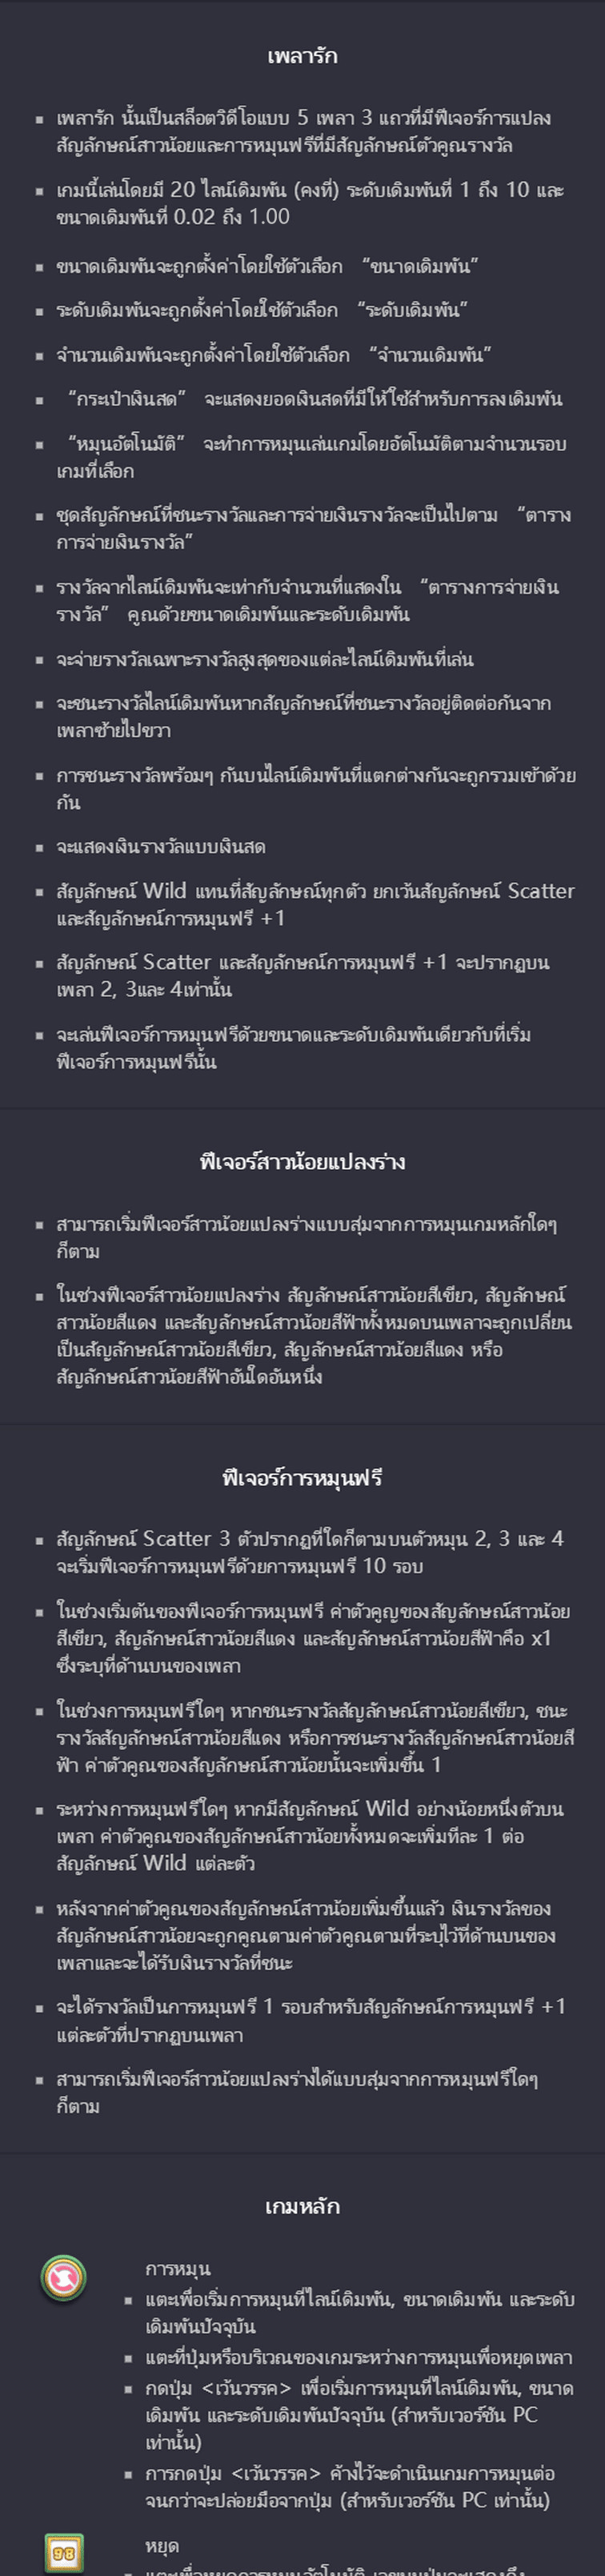 เพลารัก
▪ เพลารัก นั้นเป็นสล็อตวิดีโอแบบ 5 เพลา 3 แถวที่มีฟีเจอร์การแปลง
สัญลักษณ์สาวน้อยและการหมุนฟรีที่มีสัญลักษณ์ตัวคูณรางวัล
▪ เกมนี้เล่นโดยมี 20 ไลน์เดิมพัน (คงที่) ระดับเดิมพันที่ 1 ถึง 10 และ
ขนาดเดิมพันที่ 0.02 ถึง 1.00
▪ ขนาดเดิมพันจะถูกตั้งค่าโดยใช้ตัวเลือก “ขนาดเดิมพัน”
▪ ระดับเดิมพันจะถูกตั้งค่าโดยใช้ตัวเลือก “ระดับเดิมพัน”
▪ จำนวนเดิมพันจะถูกตั้งค่าโดยใช้ตัวเลือก “จำนวนเดิมพัน”
▪ “กระเป๋าเงินสด” จะแสดงยอดเงินสดที่มีให้ใช้สำหรับการลงเดิมพัน
▪ “หมุนอัตโนมัติ” จะทำการหมุนเล่นเกมโดยอัตโนมัติตามจำนวนรอบ
เกมที่เลือก
▪ ชุดสัญลักษณ์ที่ชนะรางวัลและการจ่ายเงินรางวัลจะเป็นไปตาม “ตาราง
การจ่ายเงินรางวัล”
▪ รางวัลจากไลน์เดิมพันจะเท่ากับจำนวนที่แสดงใน “ตารางการจ่ายเงิน
รางวัล” คูณด้วยขนาดเดิมพันและระดับเดิมพัน
▪ จะจ่ายรางวัลเฉพาะรางวัลสูงสุดของแต่ละไลน์เดิมพันที่เล่น
▪ จะชนะรางวัลไลน์เดิมพันหากสัญลักษณ์ที่ชนะรางวัลอยู่ติดต่อกันจาก
เพลาซ้ายไปขวา
▪ การชนะรางวัลพร้อมๆ กันบนไลน์เดิมพันที่แตกต่างกันจะถูกรวมเข้าด้วย
กัน
▪ จะแสดงเงินรางวัลแบบเงินสด
▪ สัญลักษณ์ Wild แทนที่สัญลักษณ์ทุกตัว ยกเว้นสัญลักษณ์ Scatter
และสัญลักษณ์การหมุนฟรี +1
▪ สัญลักษณ์ Scatter และสัญลักษณ์การหมุนฟรี +1 จะปรากฏบน
เพลา 2, 3และ 4เท่านั้น
▪ จะเล่นฟีเจอร์การหมุนฟรีด้วยขนาดและระดับเดิมพันเดียวกับที่เริ่ม
ฟีเจอร์การหมุนฟรีนั้น
ฟีเจอร์สาวน้อยแปลงร่าง
▪ สามารถเริ่มฟีเจอร์สาวน้อยแปลงร่างแบบสุ่มจากการหมุนเกมหลักใดๆ
ก็ตาม
▪ ในช่วงฟีเจอร์สาวน้อยแปลงร่าง สัญลักษณ์สาวน้อยสีเขียว, สัญลักษณ์
สาวน้อยสีแดง และสัญลักษณ์สาวน้อยสีฟ้าทั้งหมดบนเพลาจะถูกเปลี่ยน
เป็นสัญลักษณ์สาวน้อยสีเขียว, สัญลักษณ์สาวน้อยสีแดง หรือ
สัญลักษณ์สาวน้อยสีฟ้าอันใดอันหนึ่ง
ฟีเจอร์การหมุนฟรี
▪ สัญลักษณ์ Scatter 3 ตัวปรากฏที่ใดก็ตามบนตัวหมุน 2, 3 และ 4
จะเริ่มฟีเจอร์การหมุนฟรีด้วยการหมุนฟรี 10 รอบ
▪ ในช่วงเริ่มต้นของฟีเจอร์การหมุนฟรี ค่าตัวคูญของสัญลักษณ์สาวน้อย
สีเขียว, สัญลักษณ์สาวน้อยสีแดง และสัญลักษณ์สาวน้อยสีฟ้าคือ x1
ซึ่งระบุที่ด้านบนของเพลา
▪ ในช่วงการหมุนฟรีใดๆ หากชนะรางวัลสัญลักษณ์สาวน้อยสีเขียว, ชนะ
รางวัลสัญลักษณ์สาวน้อยสีแดง หรือการชนะรางวัลสัญลักษณ์สาวน้อยสี
ฟ้า ค่าตัวคูณของสัญลักษณ์สาวน้อยนั้นจะเพิ่มขึ้น 1
▪ ระหว่างการหมุนฟรีใดๆ หากมีสัญลักษณ์ Wild อย่างน้อยหนึ่งตัวบน
เพลา ค่าตัวคูณของสัญลักษณ์สาวน้อยทั้งหมดจะเพิ่มทีละ 1 ต่อ
สัญลักษณ์ Wild แต่ละตัว
▪ หลังจากค่าตัวคูณของสัญลักษณ์สาวน้อยเพิ่มขึ้นแล้ว เงินรางวัลของ
สัญลักษณ์สาวน้อยจะถูกคูณตามค่าตัวคูณตามที่ระบุไว้ที่ด้านบนของ
เพลาและจะได้รับเงินรางวัลที่ชนะ
▪ จะได้รางวัลเป็นการหมุนฟรี 1 รอบสำหรับสัญลักษณ์การหมุนฟรี +1
แต่ละตัวที่ปรากฏบนเพลา
▪ สามารถเริ่มฟีเจอร์สาวน้อยแปลงร่างได้แบบสุ่มจากการหมุนฟรีใดๆ
ก็ตาม
เกมหลัก
การหมุน
▪ แตะเพื่อเริ่มการหมุนที่ไลน์เดิมพัน, ขนาดเดิมพัน และระดับ
เดิมพันปัจจุบัน
▪ แตะที่ปุ่มหรือบริเวณของเกมระหว่างการหมุนเพื่อหยุดเพลา
▪ กดปุ่ม <เว้นวรรค> เพื่อเริ่มการหมุนที่ไลน์เดิมพัน, ขนาด
เดิมพัน และระดับเดิมพันปัจจุบัน (สำหรับเวอร์ชัน PC
เท่านั้น)
▪ การกดปุ่ม <เว้นวรรค> ค้างไว้จะดำเนินเกมการหมุนต่อ
จนกว่าจะปล่อยมือจากปุ่ม (สำหรับเวอร์ชัน PC เท่านั้น)
98 หยุด